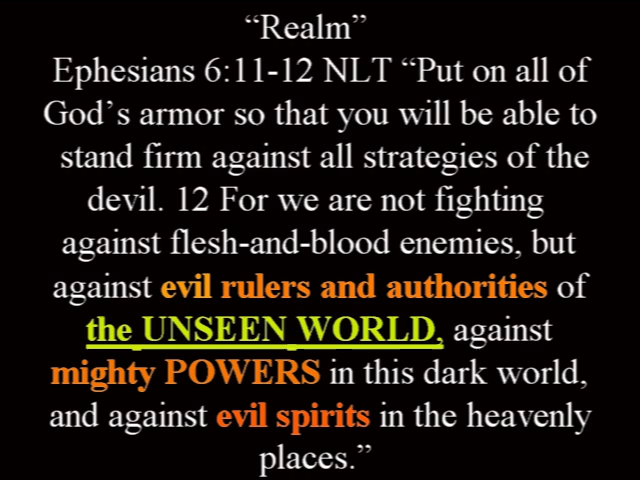 “Realm”
Ephesians 6:11-12 NLT “Put on all of
God’s armor so that you will be able to
stand firm against all strategies of the
devil. 12 For we are not fighting
against flesh-and-blood enemies, but
against evil rulers and authorities of
the UNSEEN WORLD, against
mighty POWERS in this dark world,
and against evil spirits in the heavenly
places.”